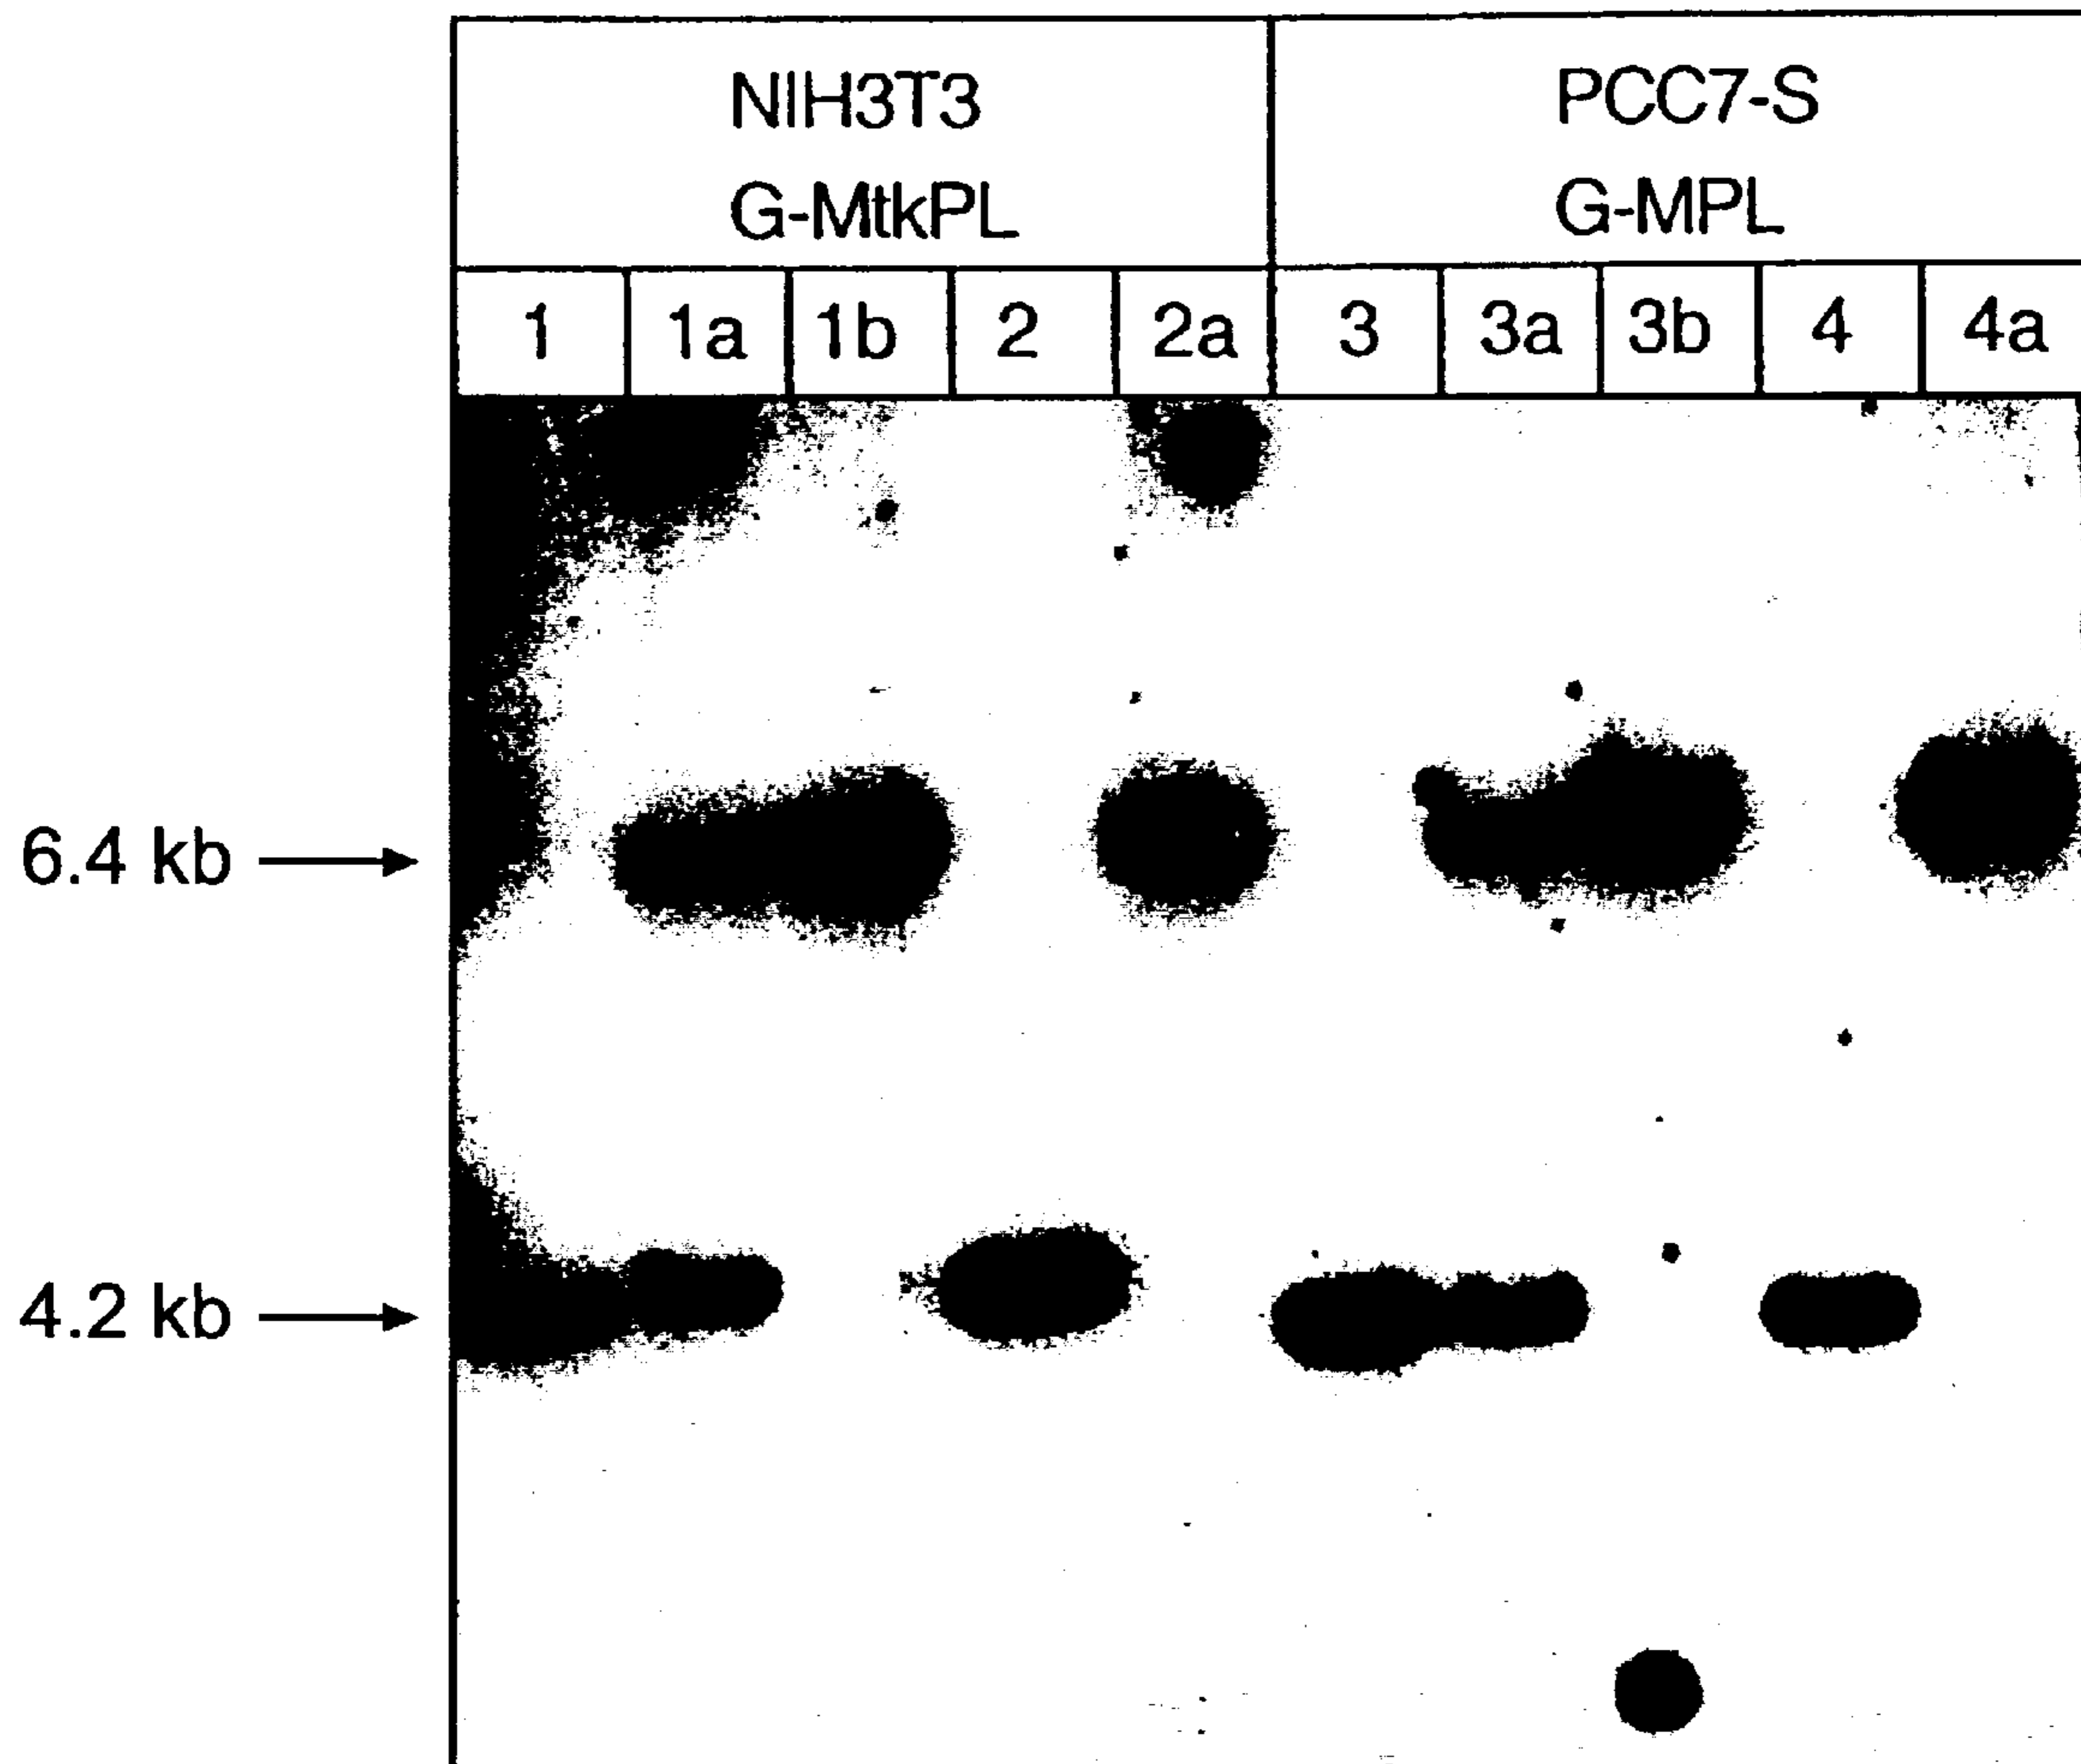 NIH3T3 PCC7-S
G-MtkPL G-MPL
1 1a 1b 2 2a 3 3a 3b 4 4a
6.4 kb
4.2 kb